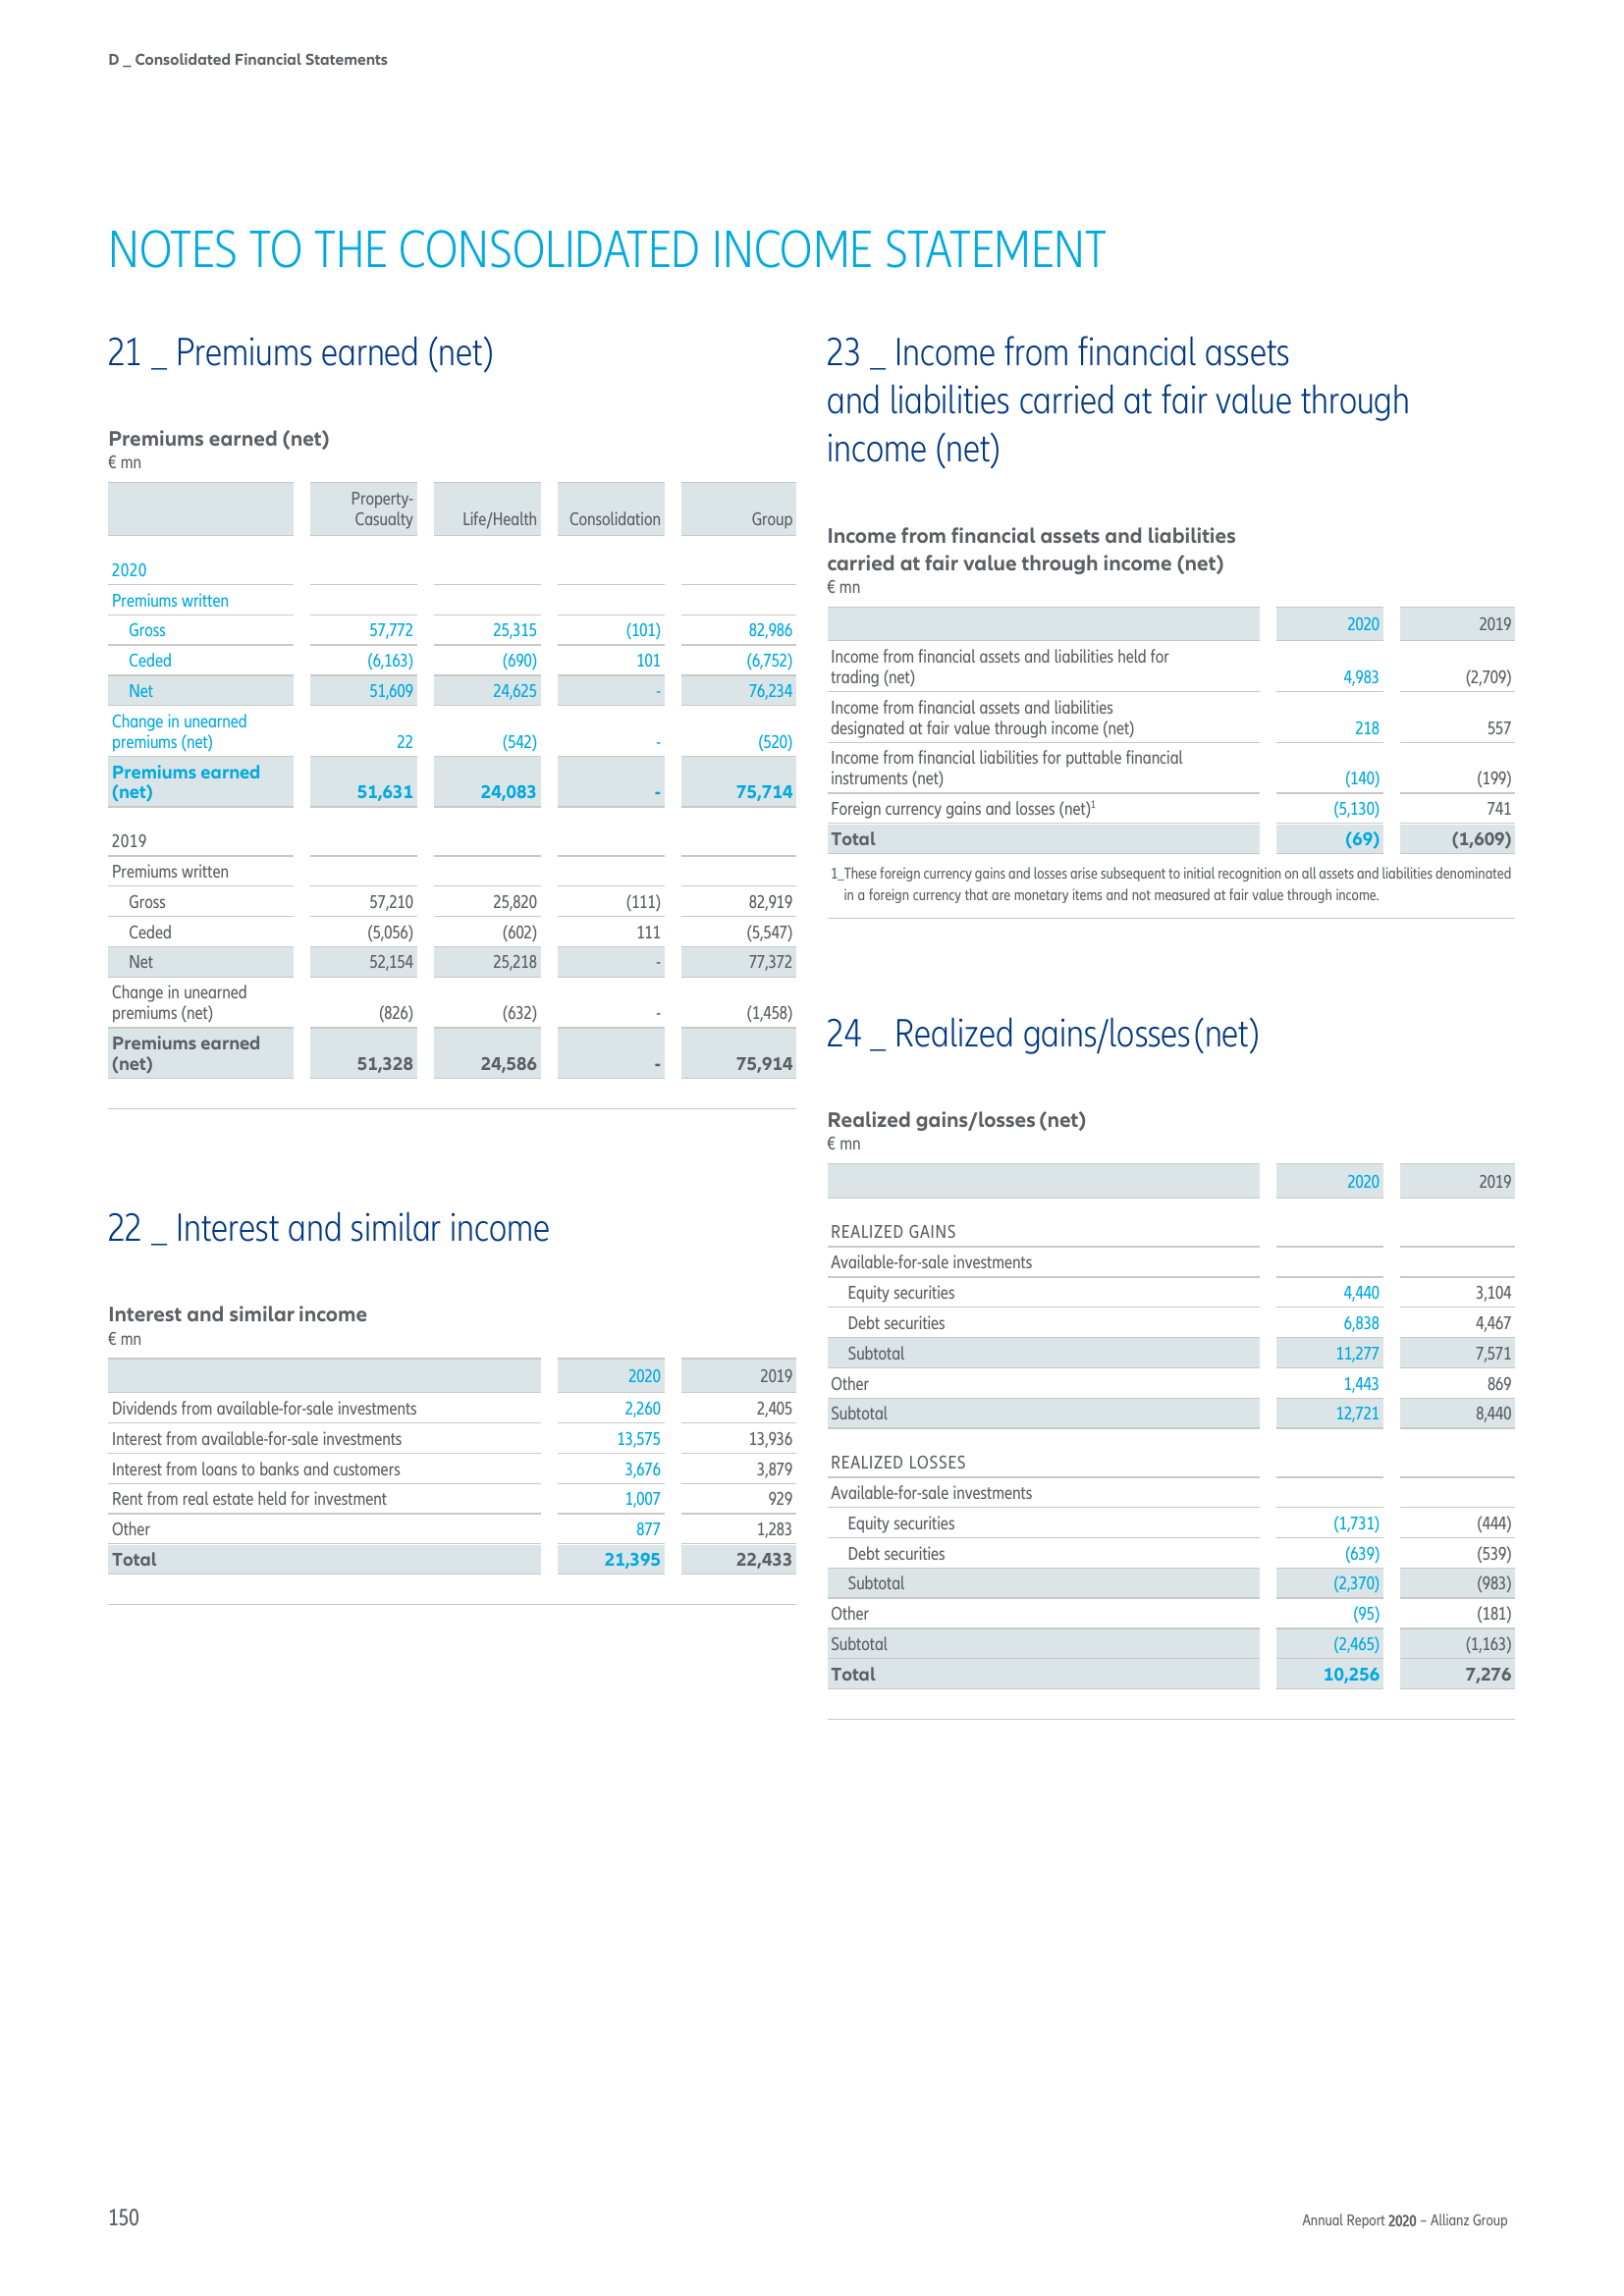 D _ Consolidated Financial Statements
NOTES TO THE CONSOLIDATED INCOME STATEMENT
21 _ Premiums earned (net)
Premiums earned (net)
€ mn
Property-
Casualty Life/Health Consolidation Group
2020
Premiums written
Gross 57,772 25,315 (101) 82,986
Ceded (6,163) (690) 101 (6,752)
Net 51,609 24,625 - 76,234
Change in unearned
premiums (net) 22 (542) - (520)
Premiums earned
(net) 51,631 24,083 - 75,714
2019
Premiums written
Gross 57,210 25,820 (111) 82,919
Ceded (5,056) (602) 111 (5,547)
Net 52,154 25,218 - 77,372
Change in unearned
premiums (net) (826) (632) - (1,458)
Premiums earned
(net) 51,328 24,586 - 75,914
22 _ Interest and similar income
Interest and similar income
€ mn
2020 2019
Dividends from available-for-sale investments 2,260 2,405
Interest from available-for-sale investments 13,575 13,936
Interest from loans to banks and customers 3,676 3,879
Rent from real estate held for investment 1,007 929
Other 877 1,283
Total 21,395 22,433
23 _ Income from financial assets
and liabilities carried at fair value through
income (net)
Income from financial assets and liabilities
carried at fair value through income (net)
€ mn
2020 2019
Income from financial assets and liabilities held for
trading (net) 4,983 (2,709)
Income from financial assets and liabilities
designated at fair value through income (net) 218 557
Income from financial liabilities for puttable financial
instruments (net) (140) (199)
Foreign currency gains and losses (net)1 (5,130) 741
Total (69) (1,609)
1_These foreign currency gains and losses arise subsequent to initial recognition on all assets and liabilities denominated
in a foreign currency that are monetary items and not measured at fair value through income.
24 _ Realized gains/losses (net)
Realized gains/losses (net)
€ mn
2020 2019
REALIZED GAINS
Available-for-sale investments
Equity securities 4,440 3,104
Debt securities 6,838 4,467
Subtotal 11,277 7,571
Other 1,443 869
Subtotal 12,721 8,440
REALIZED LOSSES
Available-for-sale investments
Equity securities (1,731) (444)
Debt securities (639) (539)
Subtotal (2,370) (983)
Other (95) (181)
Subtotal (2,465) (1,163)
Total 10,256 7,276
150
Annual Report 2020 – Allianz Group